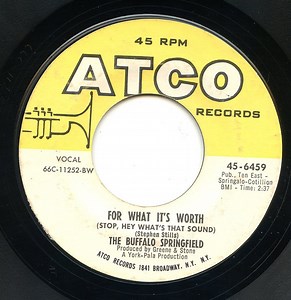 45 RPM
ATCO
RECORDS
VOCAL
66C-11252-BW
45-6459
Pub., Ten East -
Springalo-Cotillion
BMI - Time: 2:37
FOR WHAT IT'S WORTH
(STOP, HEY WHAT'S THAT SOUND)
(Stephen Stills)
THE BUFFALO SPRINGFIELD
Produced by Greene & Stone
A York-Pala Production
ATCO RECORDS 1841 BROADWAY, N.Y. N.Y.